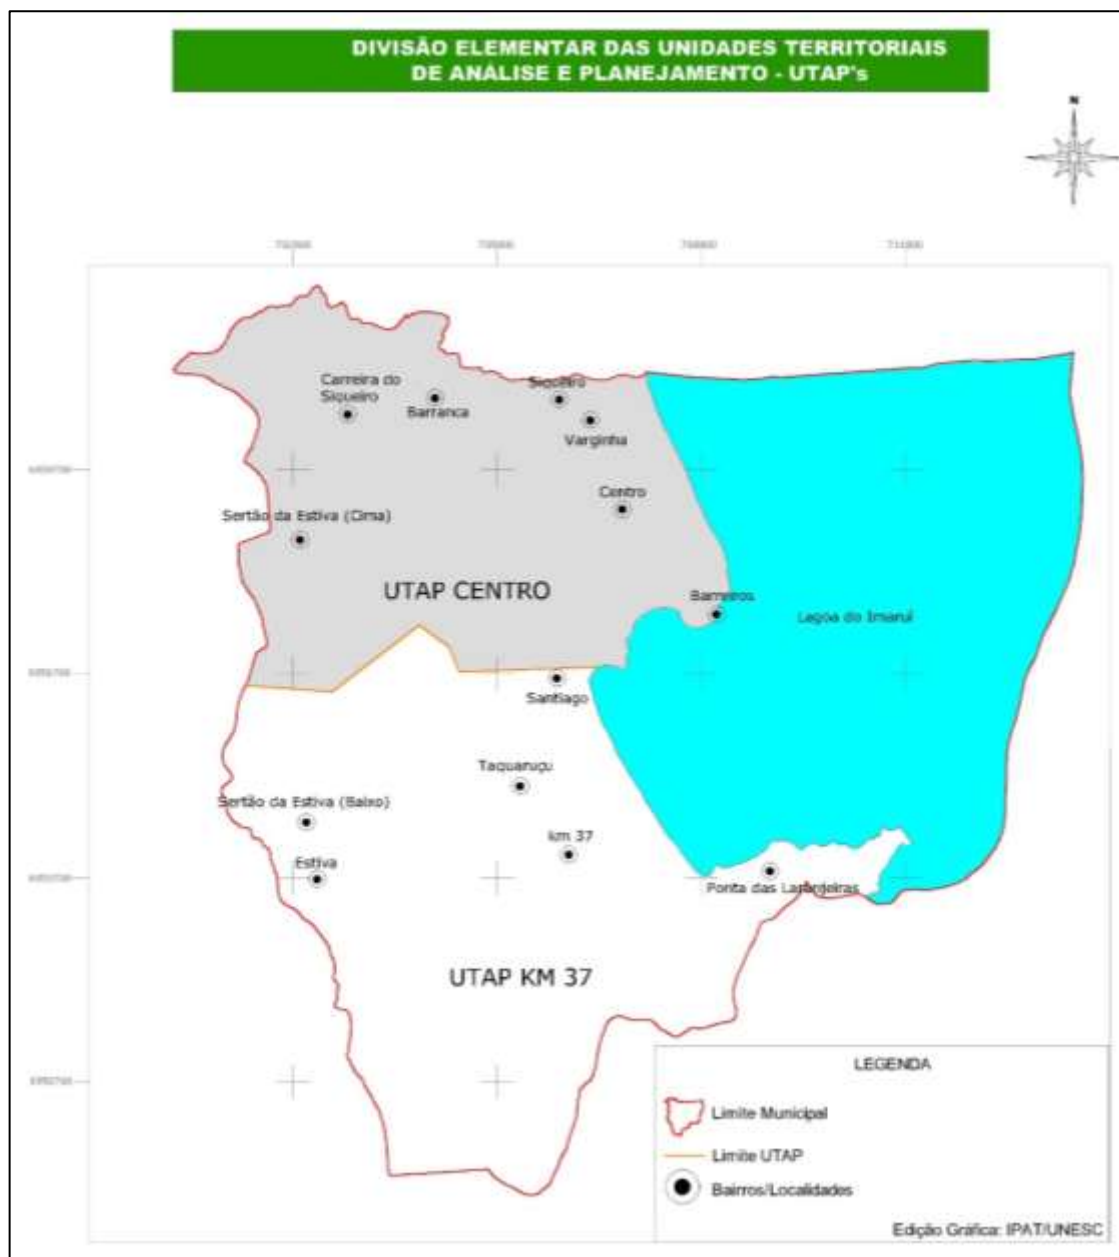 DIVISÃO ELEMENTAR DAS UNIDADES TERRITORIAIS
DE ANÁLISE E PLANEJAMENTO - UTAP's
N
Carreira do
Siqueiro
Barranca
Siqueiro
Varginha
Centro
Sertão da Estiva (Cima)
UTAP CENTRO
Barreiros
Lagoa do Imaruí
Santiago
Taquaruçu
Sertão da Estiva (Baixo)
km 37
Estiva
Ponta das Laranjeiras
UTAP KM 37
LEGENDA
Limite Municipal
Limite UTAP
Bairros/Localidades
Edição Gráfica: IPAT/UNESC